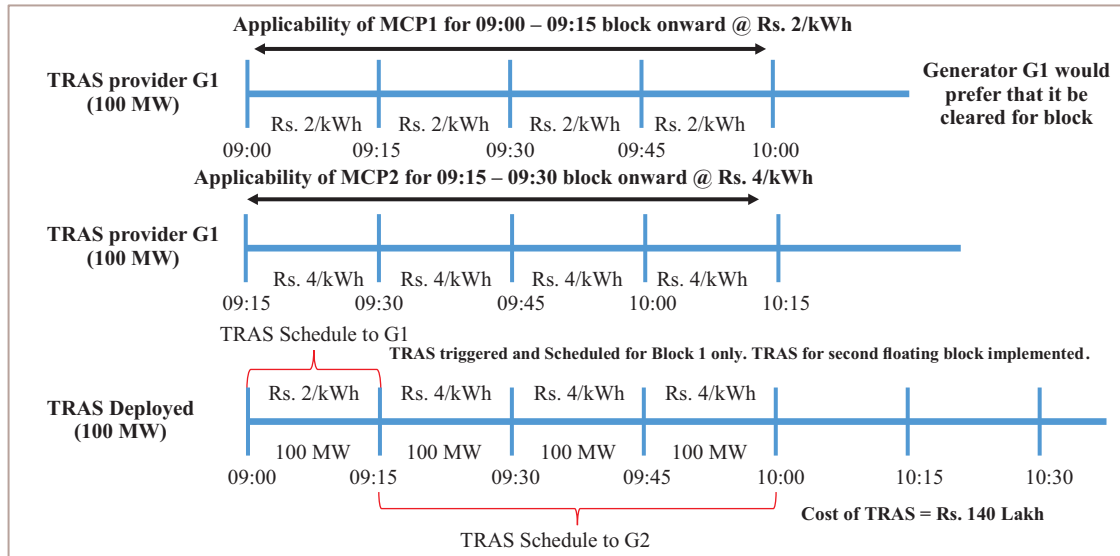 Applicability of MCP1 for 09:00 – 09:15 block onward @ Rs. 2/kWh
TRAS provider G1
(100 MW)
Generator G1 would
prefer that it be
cleared for block
Rs. 2/kWh Rs. 2/kWh Rs. 2/kWh Rs. 2/kWh
09:00 09:15 09:30 09:45 10:00
Applicability of MCP2 for 09:15 – 09:30 block onward @ Rs. 4/kWh
TRAS provider G1
(100 MW)
Rs. 4/kWh Rs. 4/kWh Rs. 4/kWh Rs. 4/kWh
09:15 09:30 09:45 10:00 10:15
TRAS Schedule to G1
TRAS triggered and Scheduled for Block 1 only. TRAS for second floating block implemented.
Rs. 2/kWh Rs. 4/kWh Rs. 4/kWh Rs. 4/kWh
TRAS Deployed
(100 MW)
100 MW 100 MW 100 MW 100 MW
09:00 09:15 09:30 09:45 10:00 10:15 10:30
Cost of TRAS = Rs. 140 Lakh
TRAS Schedule to G2